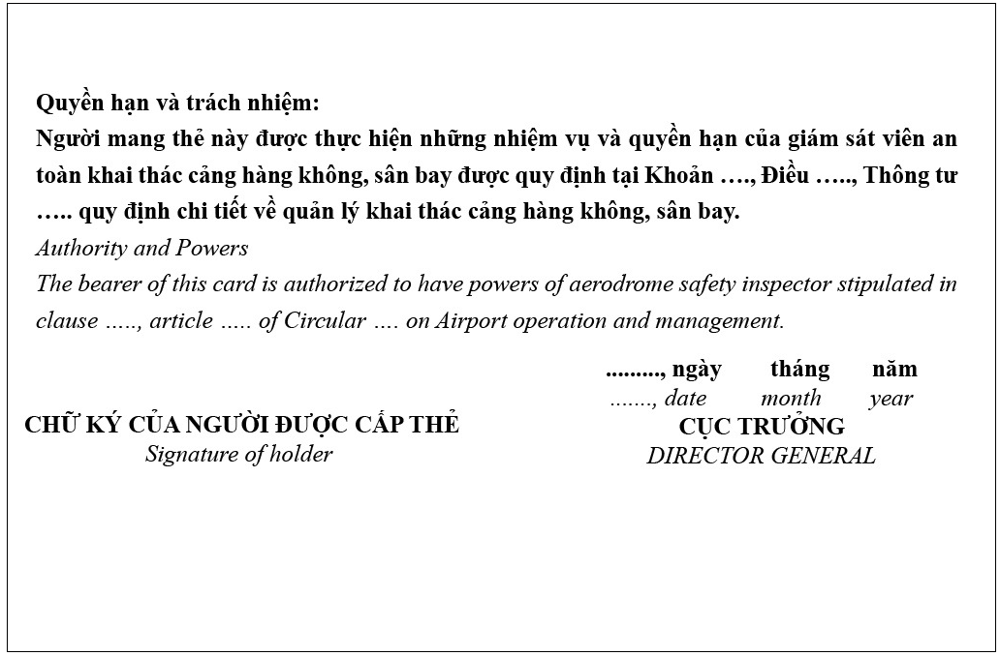 Quyền hạn và trách nhiệm:
Người mang thẻ này được thực hiện những nhiệm vụ và quyền hạn của giám sát viên an
toàn khai thác cảng hàng không, sân bay được quy định tại Khoản …., Điều ….., Thông tư
….. quy định chi tiết về quản lý khai thác cảng hàng không, sân bay.
Authority and Powers
The bearer of this card is authorized to have powers of aerodrome safety inspector stipulated in
clause ….., article ….. of Circular …. on Airport operation and management.
........., ngày tháng năm
......., date month year
CHỮ KÝ CỦA NGƯỜI ĐƯỢC CẤP THẺ
Signature of holder
CỤC TRƯỞNG
DIRECTOR GENERAL